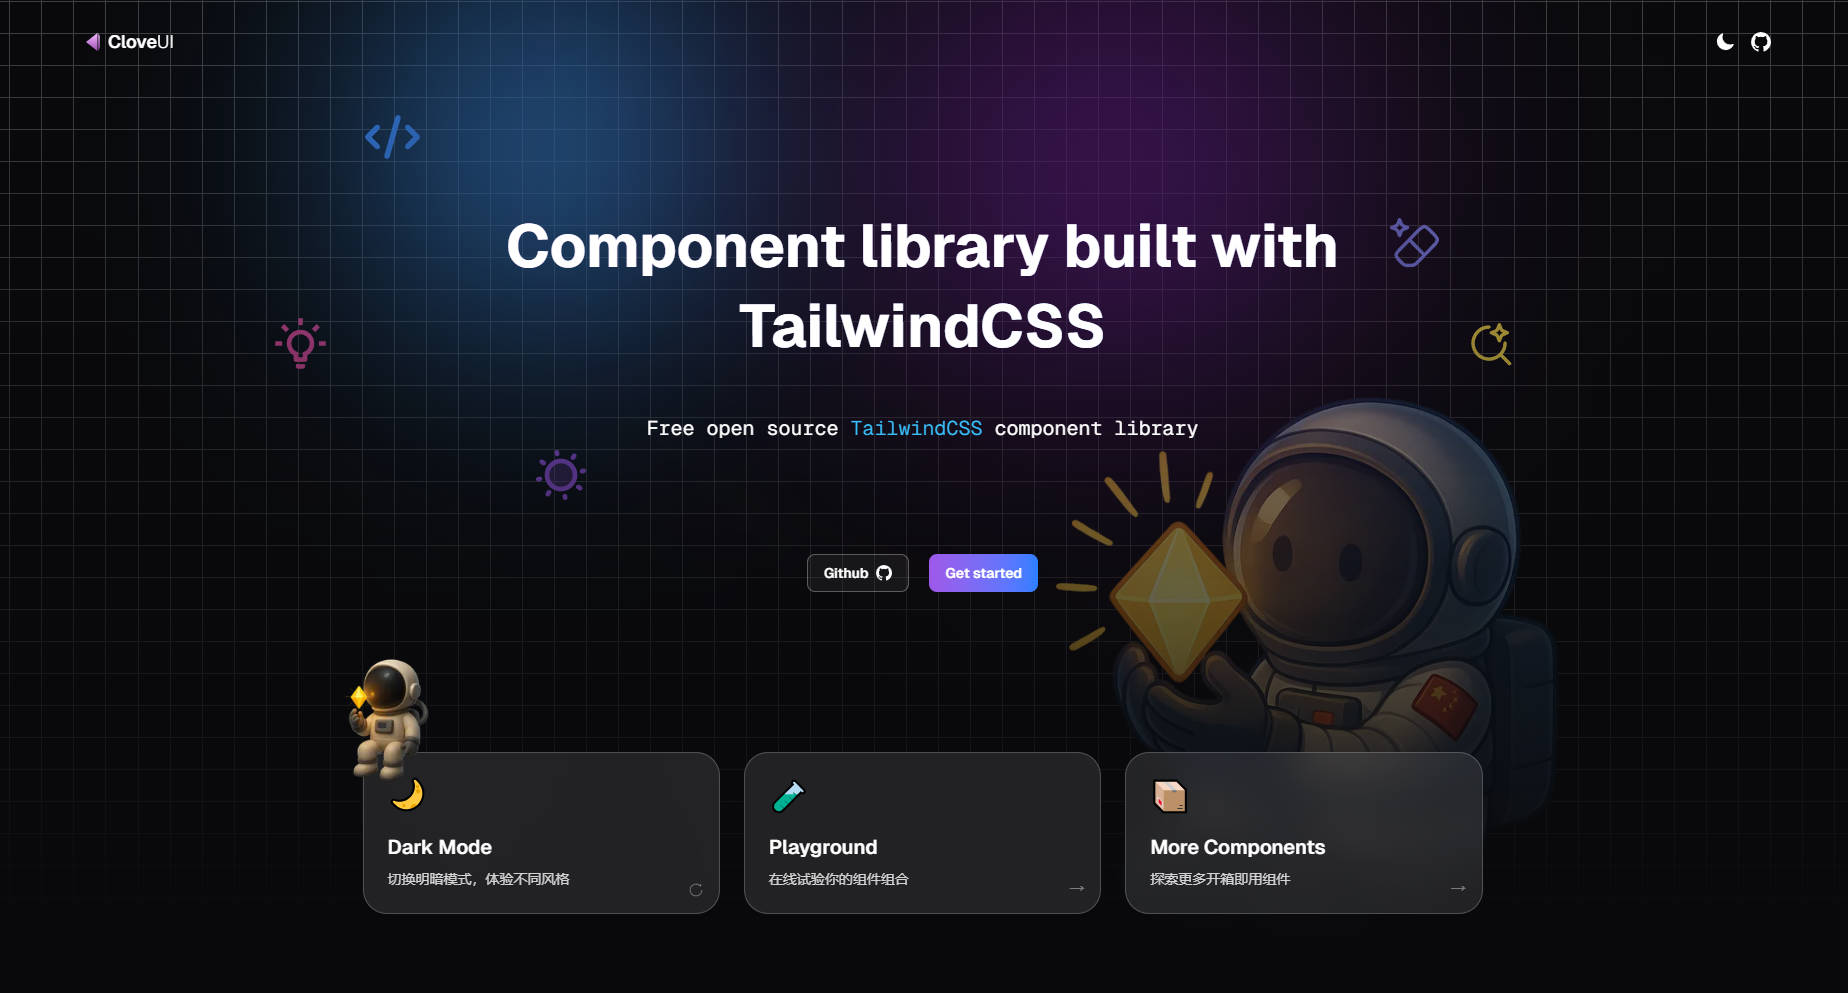 CloveUI
Component library built with
TailwindCSS
Free open source TailwindCSS component library
Github
Get started
Dark Mode
切换明暗模式，体验不同风格
Playground
在线试验你的组件组合
More Components
探索更多开箱即用组件